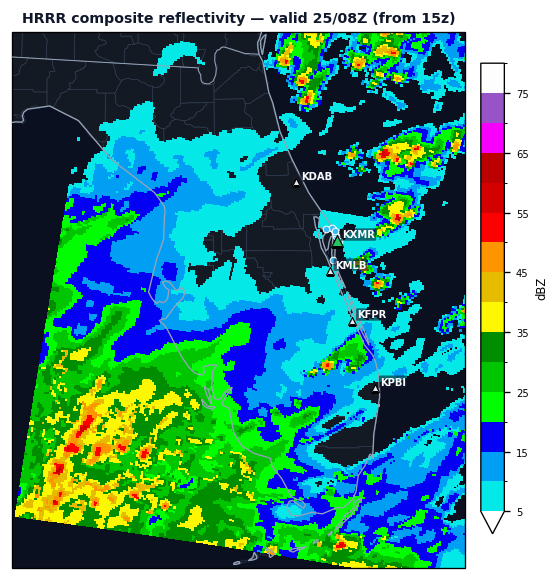 HRRR composite reflectivity — valid 25/08Z (from 15z)
KDAB
KXMR
KMLB
KFPR
KPBI
75
65
55
45
35
25
15
5
dBZ